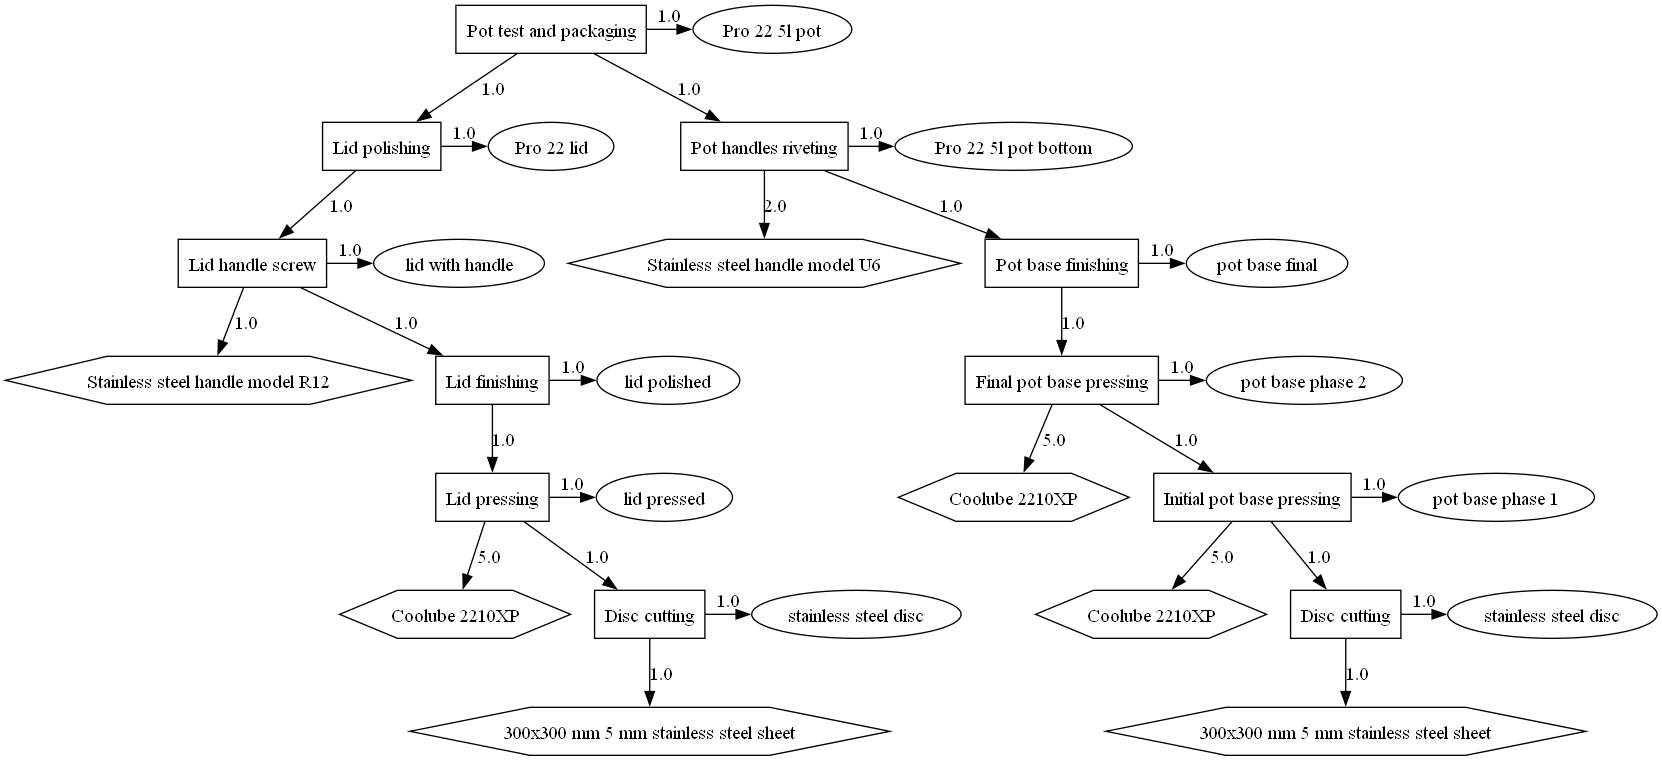 Pot test and packaging
1.0
Pro 22 5l pot
1.0
1.0
Lid polishing
1.0
Pro 22 lid
Pot handles riveting
1.0
Pro 22 5l pot bottom
1.0
2.0
1.0
Lid handle screw
1.0
lid with handle
Stainless steel handle model U6
Pot base finishing
1.0
pot base final
1.0
1.0
1.0
Stainless steel handle model R12
Lid finishing
1.0
lid polished
Final pot base pressing
1.0
pot base phase 2
1.0
5.0
1.0
Lid pressing
1.0
lid pressed
Coolube 2210XP
Initial pot base pressing
1.0
pot base phase 1
5.0
1.0
5.0
1.0
Coolube 2210XP
Disc cutting
1.0
stainless steel disc
Coolube 2210XP
Disc cutting
1.0
stainless steel disc
1.0
1.0
300x300 mm 5 mm stainless steel sheet
300x300 mm 5 mm stainless steel sheet